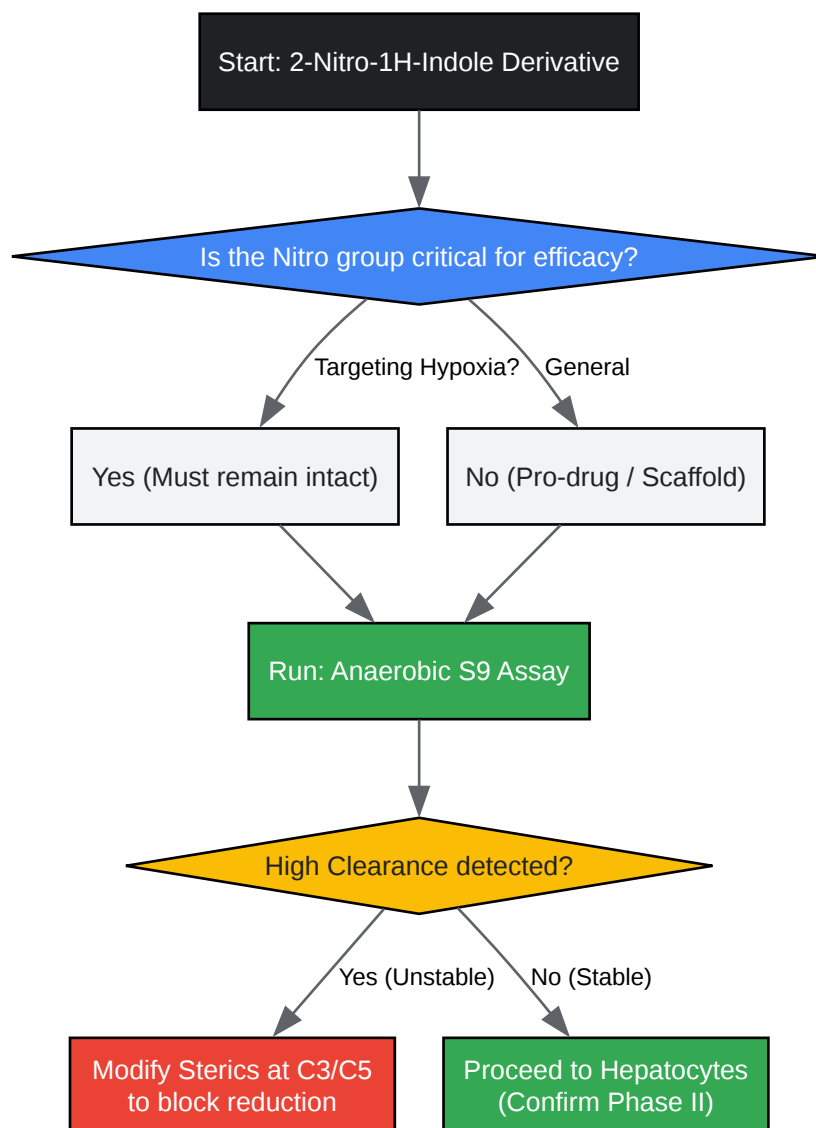 Start: 2-Nitro-1H-Indole Derivative
Is the Nitro group critical for efficacy?
Targeting Hypoxia?
General
Yes (Must remain intact)
No (Pro-drug / Scaffold)
Run: Anaerobic S9 Assay
High Clearance detected?
Yes (Unstable)
No (Stable)
Modify Sterics at C3/C5
to block reduction
Proceed to Hepatocytes
(Confirm Phase II)